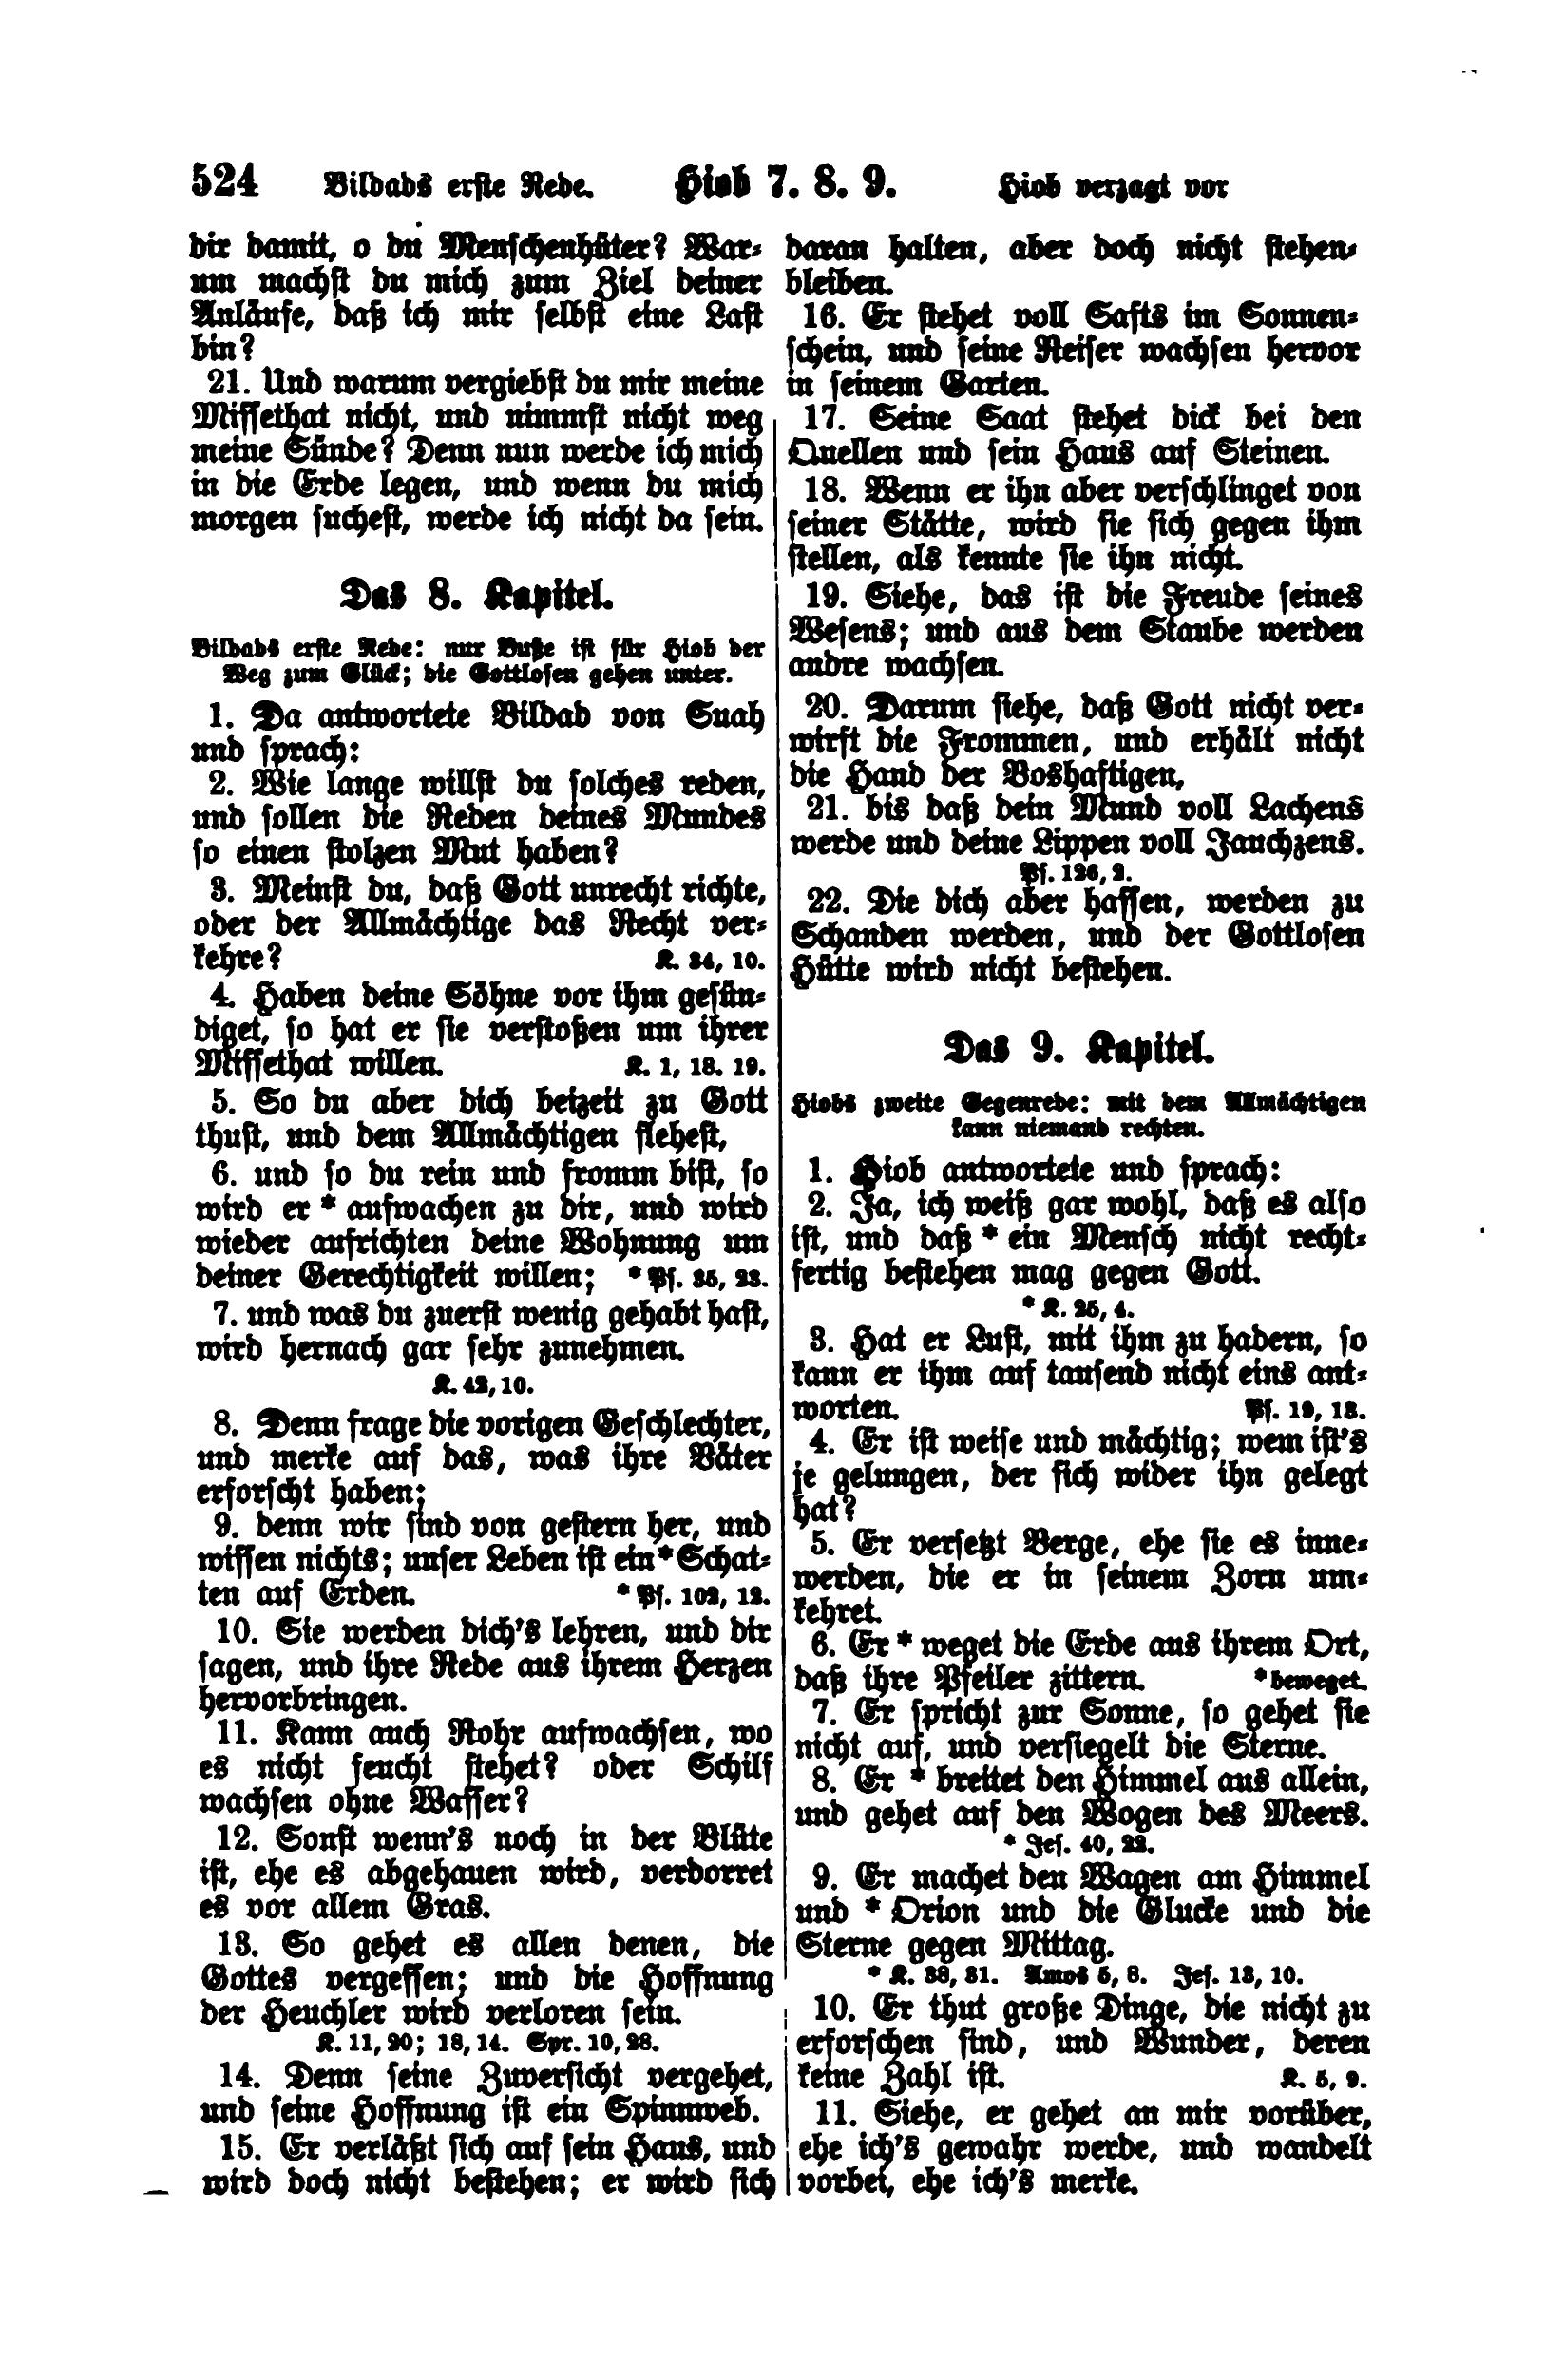 524 Bildads erste Rede. Hiob 7. 8. 9. Hiob verzagt vor
dir damit, o du Menschenhüter? War-
um machst du mich zum Ziel deiner
Anläufe, daß ich mir selbst eine Last
bin?
21. Und warum vergiebst du mir meine
Missethat nicht, und nimmst nicht weg
meine Sünde? Denn nun werde ich mich
in die Erde legen, und wenn du mich
morgen suchest, werde ich nicht da sein.
Das 8. Kapitel.
Bildads erste Rede: nur Buße ist für Hiob der
Weg zum Glück; die Gottlosen gehen unter.
1. Da antwortete Bildad von Suah
und sprach:
2. Wie lange willst du solches reden,
und sollen die Reden deines Mundes
so einen stolzen Mut haben?
3. Meinst du, daß Gott unrecht richte,
oder der Allmächtige das Recht ver-
kehre? K. 34, 10.
4. Haben deine Söhne vor ihm gesün-
diget, so hat er sie verstoßen um ihrer
Missethat willen. K. 1, 18. 19.
5. So du aber dich beizeit zu Gott
thust, und dem Allmächtigen flehest,
6. und so du rein und fromm bist, so
wird er * aufwachen zu dir, und wird
wieder aufrichten deine Wohnung um
deiner Gerechtigkeit willen; * Ps. 35, 23.
7. und was du zuerst wenig gehabt hast,
wird hernach gar sehr zunehmen.
K. 42, 10.
8. Denn frage die vorigen Geschlechter,
und merke auf das, was ihre Väter
erforscht haben;
9. denn wir sind von gestern her, und
wissen nichts; unser Leben ist ein * Schat-
ten auf Erden. * Ps. 102, 12.
10. Sie werden dich's lehren, und dir
sagen, und ihre Rede aus ihrem Herzen
hervorbringen.
11. Kann auch Rohr aufwachsen, wo
es nicht feucht stehet? oder Schilf
wachsen ohne Wasser?
12. Sonst wenn's noch in der Blüte
ist, ehe es abgehauen wird, verdorret
es vor allem Gras.
13. So gehet es allen denen, die
Gottes vergessen; und die Hoffnung
der Heuchler wird verloren sein.
K. 11, 20; 18, 14. Spr. 10, 28.
14. Denn seine Zuversicht vergehet,
und seine Hoffnung ist ein Spinnweb.
15. Er verläßt sich auf sein Haus, und
wird doch nicht bestehen; er wird sich
daran halten, aber doch nicht stehen-
bleiben.
16. Er stehet voll Safts im Sonnen-
schein, und seine Reiser wachsen hervor
in seinem Garten.
17. Seine Saat stehet dick bei den
Quellen und sein Haus auf Steinen.
18. Wenn er ihn aber verschlinget von
seiner Stätte, wird sie sich gegen ihm
stellen, als kennte sie ihn nicht.
19. Siehe, das ist die Freude seines
Wesens; und aus dem Staube werden
andre wachsen.
20. Darum siehe, daß Gott nicht ver-
wirft die Frommen, und erhält nicht
die Hand der Boshaftigen,
21. bis daß dein Mund voll Lachens
werde und deine Lippen voll Jauchzens.
Ps. 126, 2.
22. Die dich aber hassen, werden zu
Schanden werden, und der Gottlosen
Hütte wird nicht bestehen.
Das 9. Kapitel.
Hiobs zweite Gegenrede: mit dem Allmächtigen
kann niemand rechten.
1. Hiob antwortete und sprach:
2. Ja, ich weiß gar wohl, daß es also
ist, und daß * ein Mensch nicht recht-
fertig bestehen mag gegen Gott.
* K. 25, 4.
3. Hat er Lust, mit ihm zu hadern, so
kann er ihm auf tausend nicht eins ant-
worten. Ps. 19, 13.
4. Er ist weise und mächtig; wem ist's
je gelungen, der sich wider ihn gelegt
hat?
5. Er versetzt Berge, ehe sie es inne-
werden, die er in seinem Zorn um-
kehret.
6. Er * weget die Erde aus ihrem Ort,
daß ihre Pfeiler zittern. * beweget.
7. Er spricht zur Sonne, so gehet sie
nicht auf, und versiegelt die Sterne.
8. Er * breitet den Himmel aus allein,
und gehet auf den Wogen des Meers.
* Jes. 40, 22.
9. Er machet den Wagen am Himmel
und * Orion und die Glucke und die
Sterne gegen Mittag.
* K. 38, 31. Amos 5, 8. Jes. 13, 10.
10. Er thut große Dinge, die nicht zu
erforschen sind, und Wunder, deren
keine Zahl ist. K. 5, 9.
11. Siehe, er gehet an mir vorüber,
ehe ich's gewahr werde, und wandelt
vorbei, ehe ich's merke.